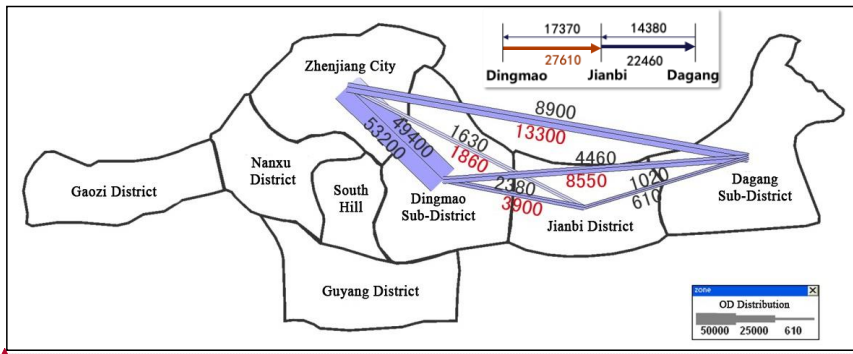 17370
14380
27610
22460
Dingmao
Jianbi
Dagang
Zhenjiang City
8900
13300
49400
53200
1630
1860
4460
8550
2380
3900
1020
610
Nanxu
District
Gaozi District
South
Hill
Dingmao
Sub-District
Jianbi District
Dagang
Sub-District
Guyang District
zone
OD Distribution
50000 25000 610